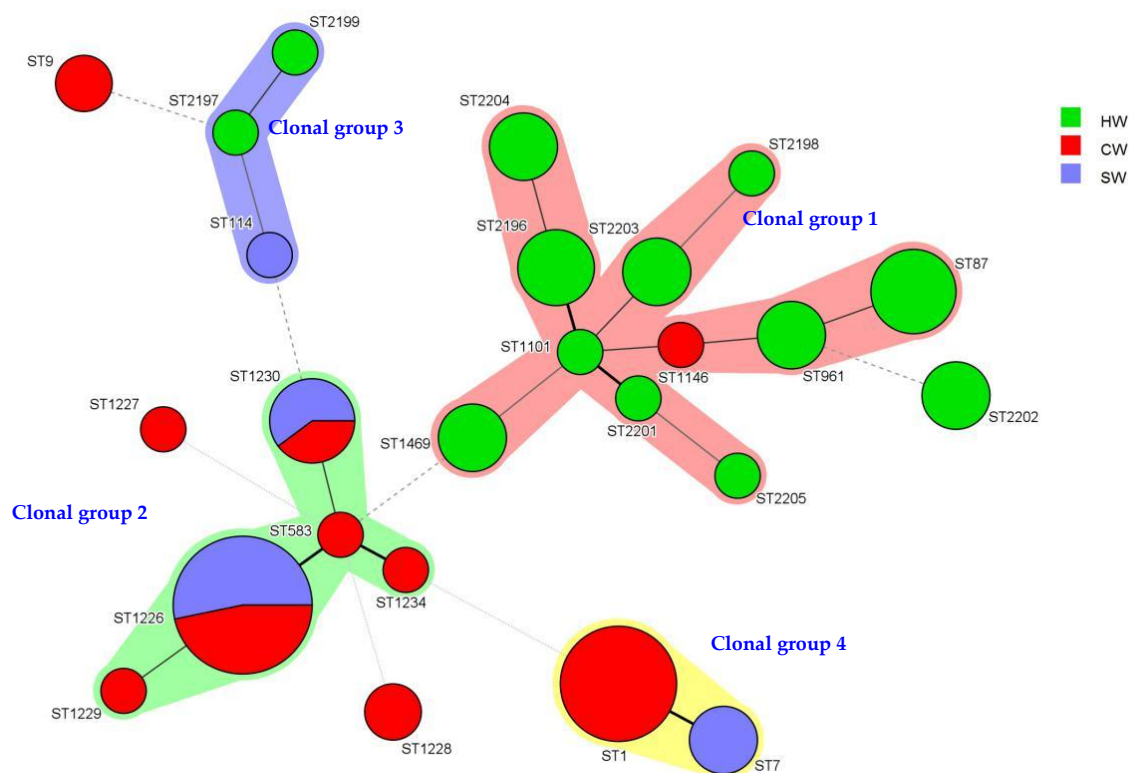 ST2199
ST9
ST2197
Clonal group 3
ST2204
HW
ST2198
CW
SW
Clonal group 1
ST114
ST2196
ST2203
ST87
ST1101
ST1146
ST961
ST1230
ST2202
ST1227
ST2201
ST1469
ST2205
Clonal group 2
ST583
ST1234
ST1226
Clonal group 4
ST1229
ST1228
ST1
ST7